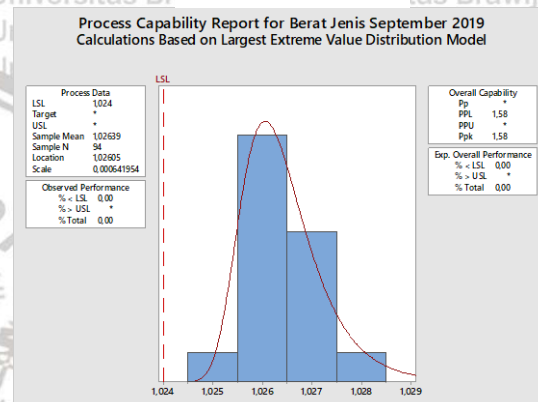 Process Capability Report for Berat Jenis September 2019
Calculations Based on Largest Extreme Value Distribution Model
LSL
Process Data
LSL 1,024
Target *
USL *
Sample Mean 1,02639
Sample N 94
Location 1,02605
Scale 0,000641954
Observed Performance
% < LSL 0,00
% > USL *
% Total 0,00
Overall Capability
Pp *
PPL 1,58
PPU *
Ppk 1,58
Exp. Overall Performance
% < LSL 0,00
% > USL *
% Total 0,00
1,024 1,025 1,026 1,027 1,028 1,029